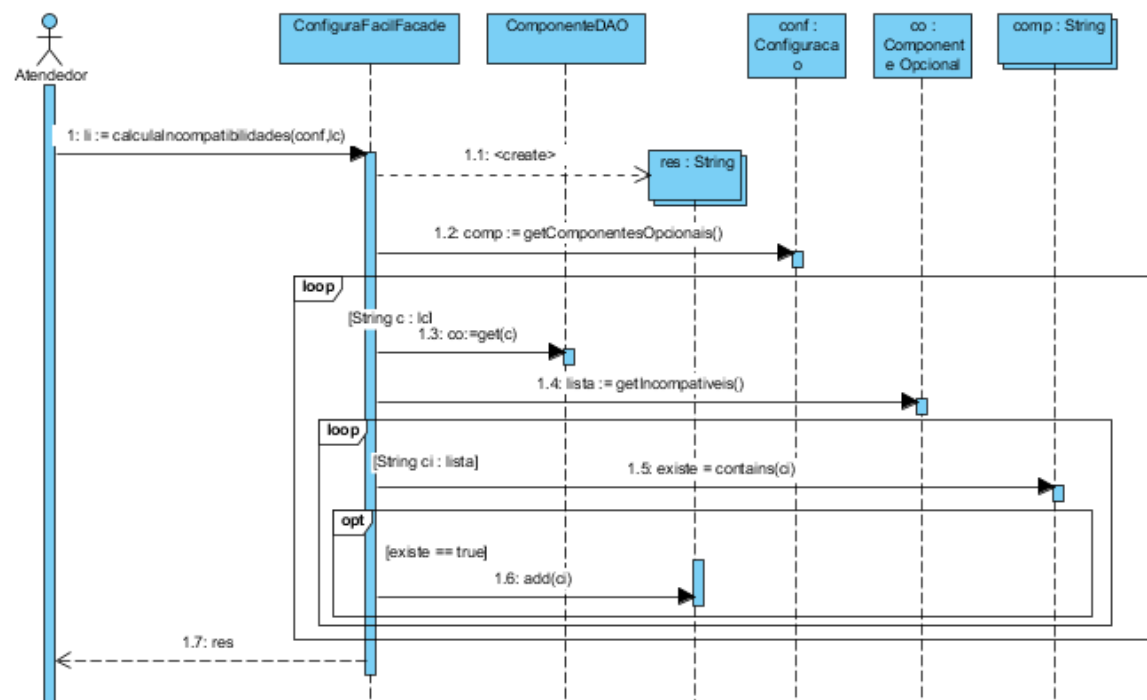 Atendedor
ConfiguraFacilFacade
ComponenteDAO
conf :
Configuraca
o
co :
Component
e Opcional
comp : String
1: li := calculaIncompatibilidades(conf,lc)
1.1: <create>
res : String
1.2: comp := getComponentesOpcionais()
loop
[String c : lc]
1.3: co:=get(c)
1.4: lista := getIncompativeis()
loop
[String ci : lista]
1.5: existe = contains(ci)
opt
[existe == true]
1.6: add(ci)
1.7: res